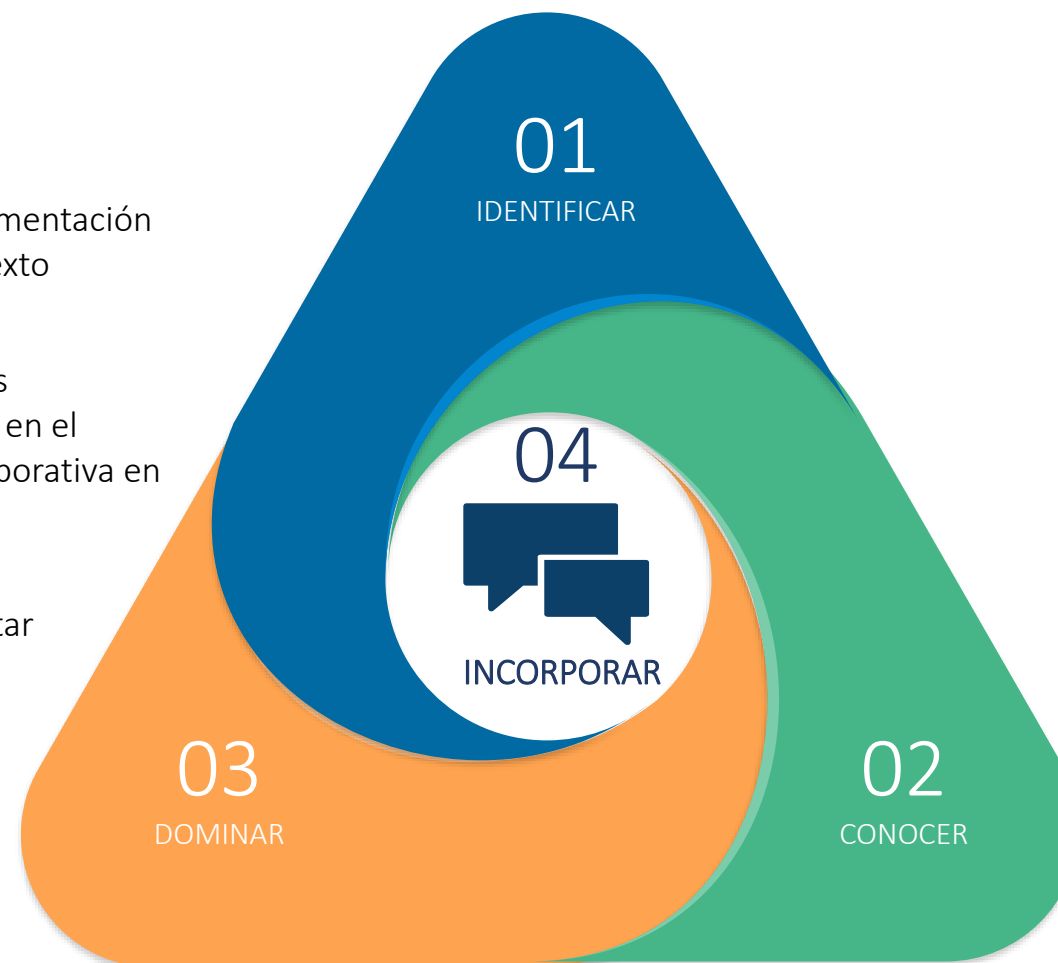 mentación
exto
s
en el
porativa en
tar
01
IDENTIFICAR
04
INCORPORAR
03
DOMINAR
02
CONOCER